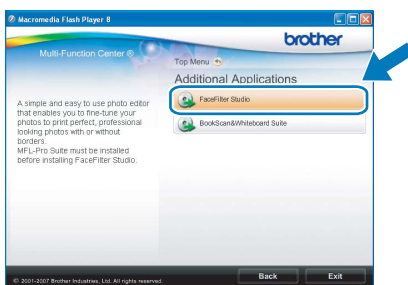 Macromedia Flash Player 8
brother
Multi-Function Center ®
Top Menu
Additional Applications
FaceFilter Studio
BookScan&Whiteboard Suite
A simple and easy to use photo editor
that enables you to fine-tune your
photos to print perfect, professional
looking photos with or without
borders.
MFL-Pro Suite must be installed
before installing FaceFilter Studio.
© 2001-2007 Brother Industries, Ltd. All rights reserved.
Back
Exit